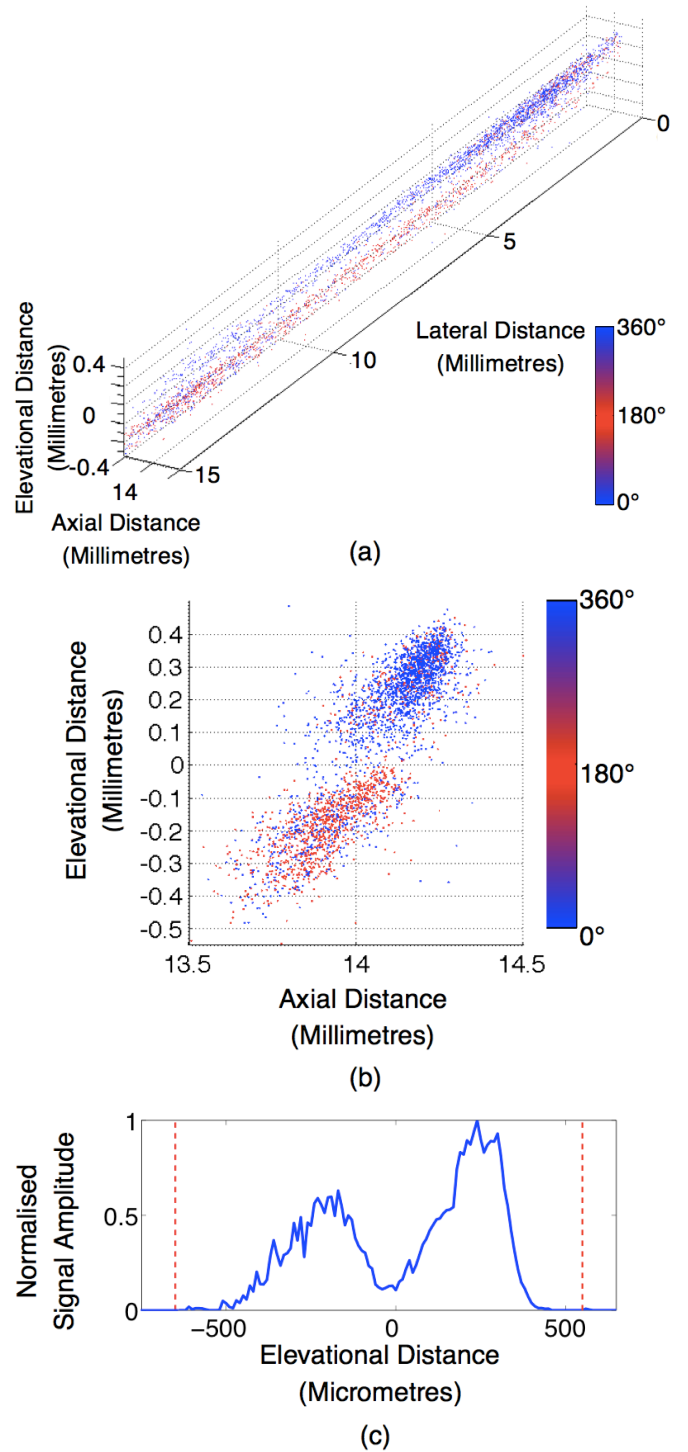 0
5
10
15
Lateral Distance
(Millimetres)
360°
180°
0°
Elevational Distance
(Millimetres)
0.4
0
-0.4
14
Axial Distance
(Millimetres)
(a)
360°
180°
0°
Elevational Distance
(Millimetres)
0.4
0.3
0.2
0.1
0
-0.1
-0.2
-0.3
-0.4
-0.5
13.5
14
14.5
Axial Distance
(Millimetres)
(b)
Normalised
Signal Amplitude
1
0.5
0
−500
0
500
Elevational Distance
(Micrometres)
(c)